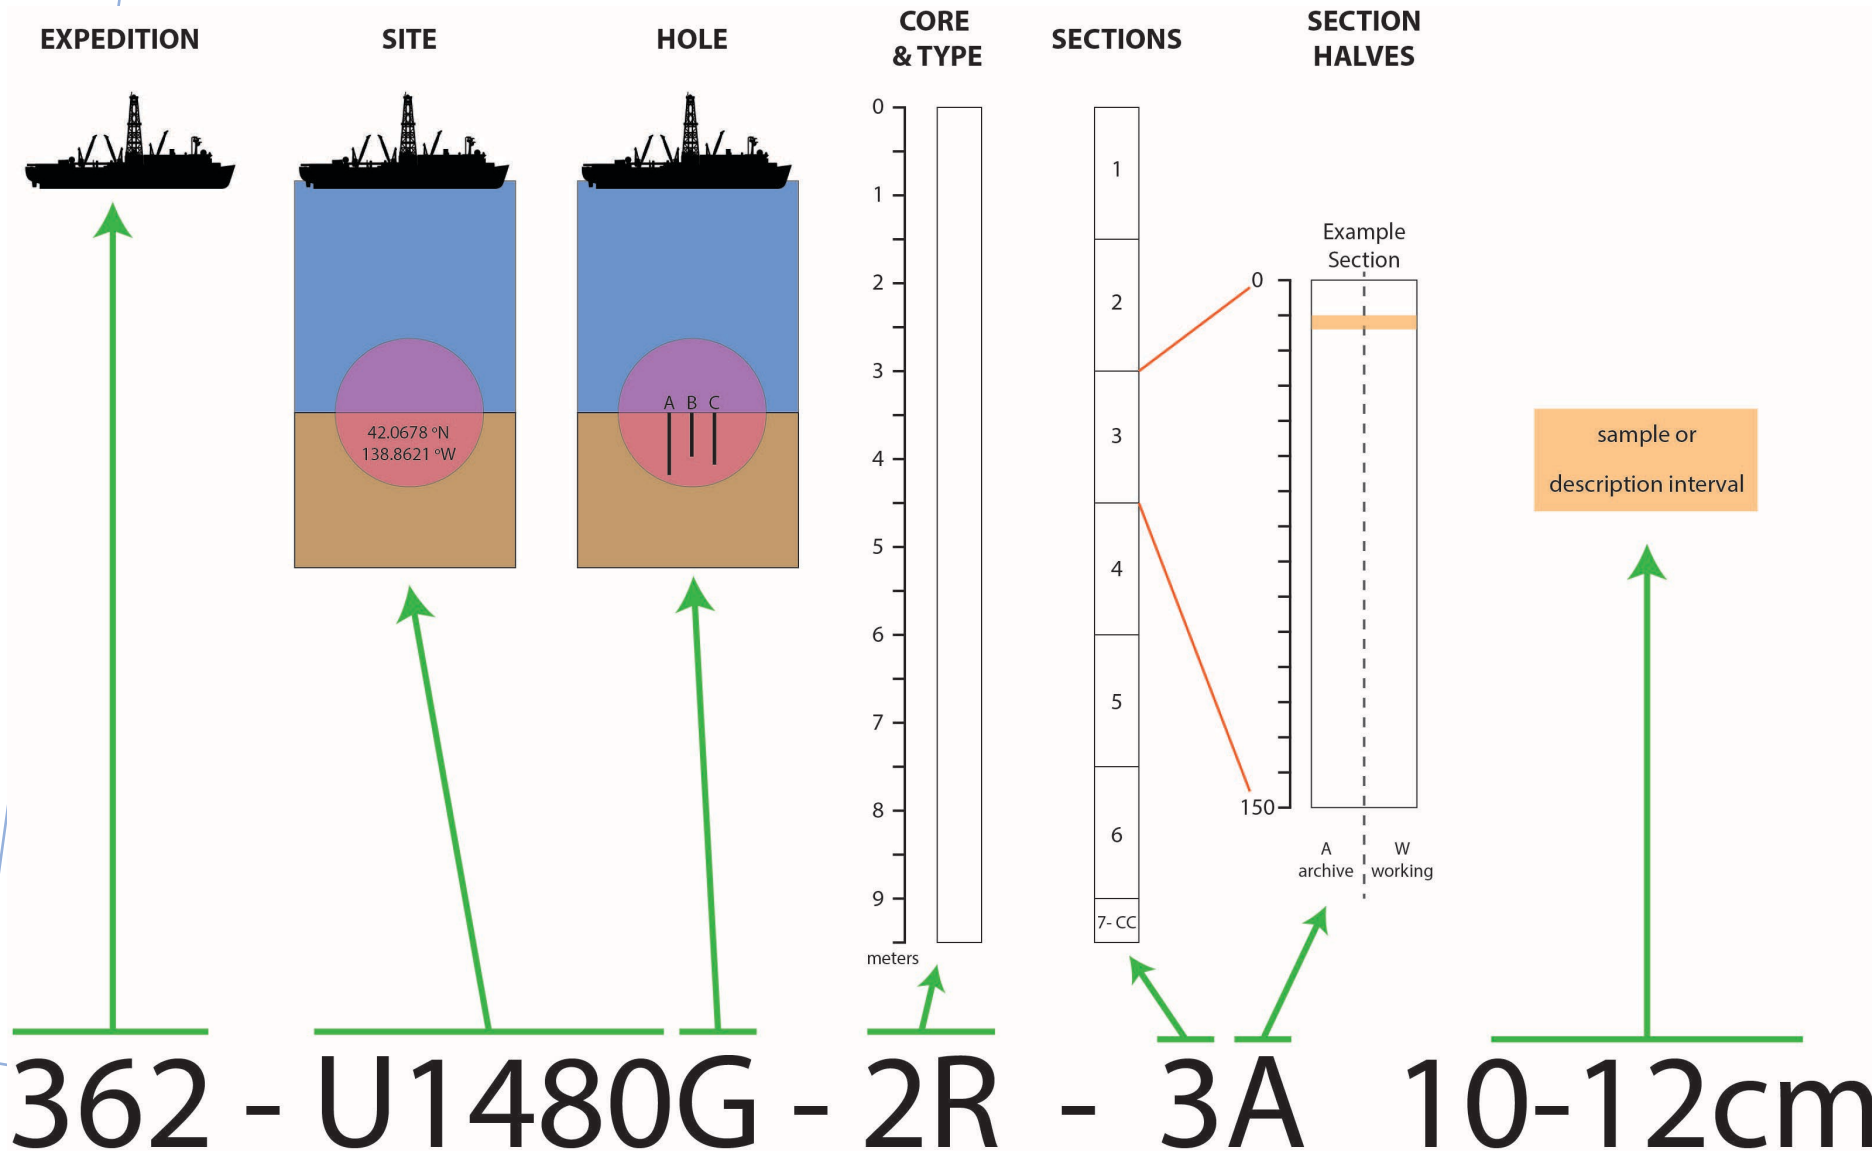 EXPEDITION
SITE
HOLE
CORE
& TYPE
SECTIONS
SECTION
HALVES
42.0678 ºN
138.8621 ºW
A B C
0
1
2
3
4
5
6
7
8
9
meters
1
2
3
4
5
6
7- CC
Example
Section
0
150
A
archive
W
working
sample or
description interval
362 - U1480G - 2R - 3A 10-12cm